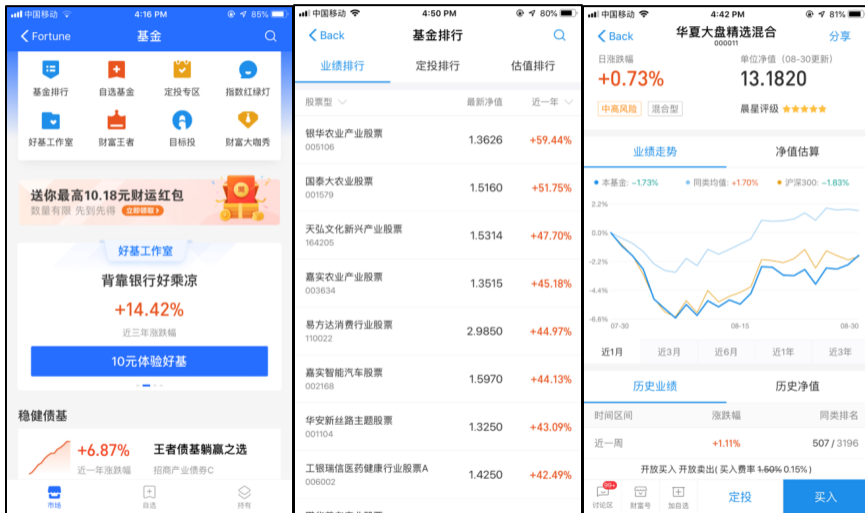 中国移动 4:16 PM 85%
Fortune 基金
基金排行 自选基金 定投专区 指数红绿灯
好基工作室 财富王者 目标投 财富大咖秀
送你最高10.18元财运红包
数量有限 先到先得 立即领取>
好基工作室
背靠银行好乘凉
+14.42%
近三年涨跌幅
10元体验好基
稳健债基
+6.87% 王者债基躺赢之选
近一年涨跌幅 招商产业债券C
市场 自选 持有
中国移动 4:50 PM 80%
Back 基金排行
业绩排行 定投排行 估值排行
股票型 最新净值 近一年
银华农业产业股票
005106 1.3626 +59.44%
国泰大农业股票
001579 1.5160 +51.75%
天弘文化新兴产业股票
164205 1.5314 +47.70%
嘉实农业产业股票
003634 1.3515 +45.18%
易方达消费行业股票
110022 2.9850 +44.97%
嘉实智能汽车股票
002168 1.5970 +44.13%
华安新丝路主题股票
001104 1.3250 +43.09%
工银瑞信医药健康行业股票A
006002 1.4250 +42.49%
中国移动 4:42 PM 81%
Back 华夏大盘精选混合 分享
000011
日涨跌幅 单位净值 (08-30更新)
+0.73% 13.1820
中高风险 混合型 晨星评级 ★★★★★
业绩走势 净值估算
本基金: -1.73% 同类均值: +1.70% 沪深300: -1.83%
2.2%
0.0%
-2.2%
-4.4%
-6.6%
07-30 08-15 08-30
近1月 近3月 近6月 近1年 近3年
历史业绩 历史净值
时间区间 涨跌幅 同类排名
近一周 +1.11% 507 / 3196
开放买入 开放卖出( 买入费率 1.50% 0.15% )
99+
讨论区 财富号 加自选 定投 买入